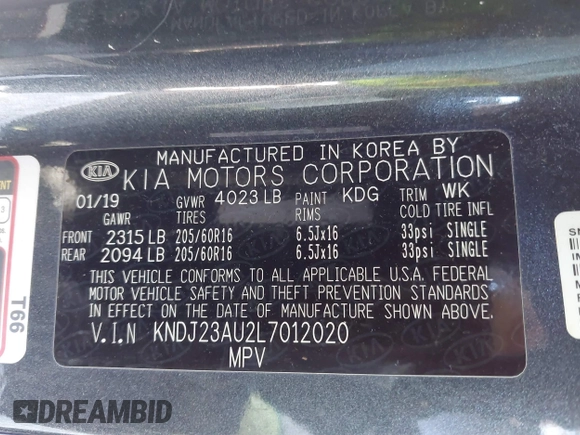 MANUFACTURED IN KOREA BY
KIA KIA MOTORS CORPORATION
01/19 GVWR 4023 LB PAINT KDG TRIM WK
GAWR TIRES RIMS COLD TIRE INFL
FRONT 2315 LB 205/60R16 6.5Jx16 33psi SINGLE
REAR 2094 LB 205/60R16 6.5Jx16 33psi SINGLE
THIS VEHICLE CONFORMS TO ALL APPLICABLE U.S.A. FEDERAL
MOTOR VEHICLE SAFETY AND THEFT PREVENTION STANDARDS
IN EFFECT ON THE DATE OF MANUFACTURE SHOWN ABOVE.
V.I.N KNDJ23AU2L7012020
MPV
T66
DREAMBID